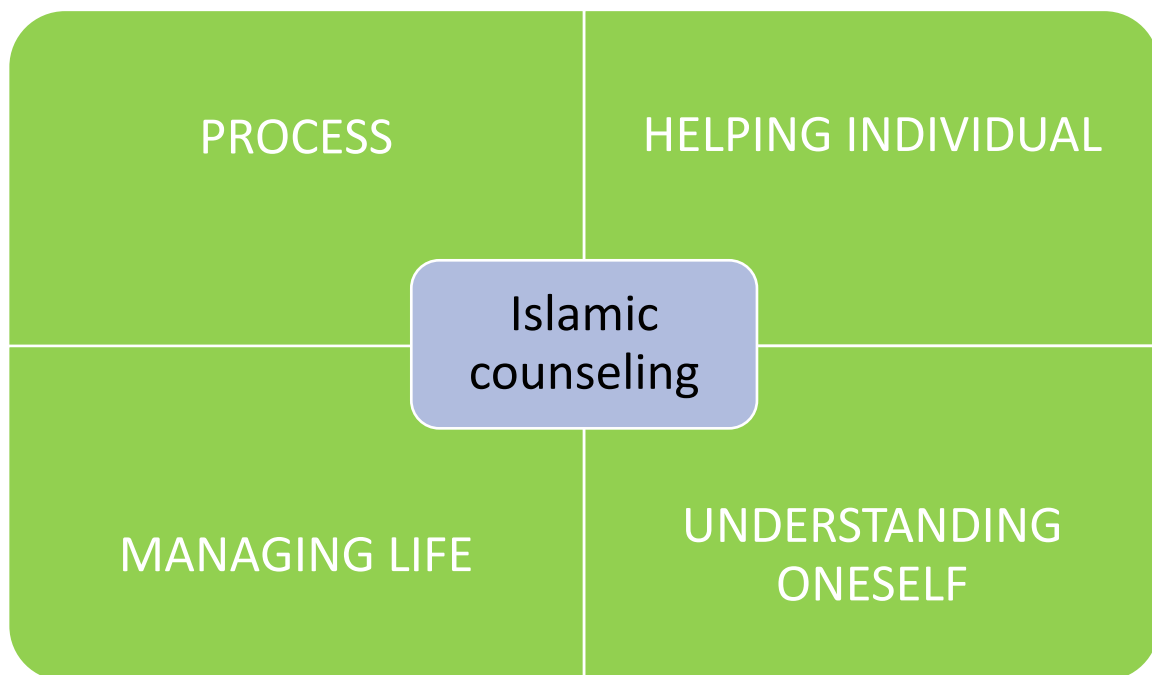 PROCESS
HELPING INDIVIDUAL
Islamic
counseling
MANAGING LIFE
UNDERSTANDING
ONESELF